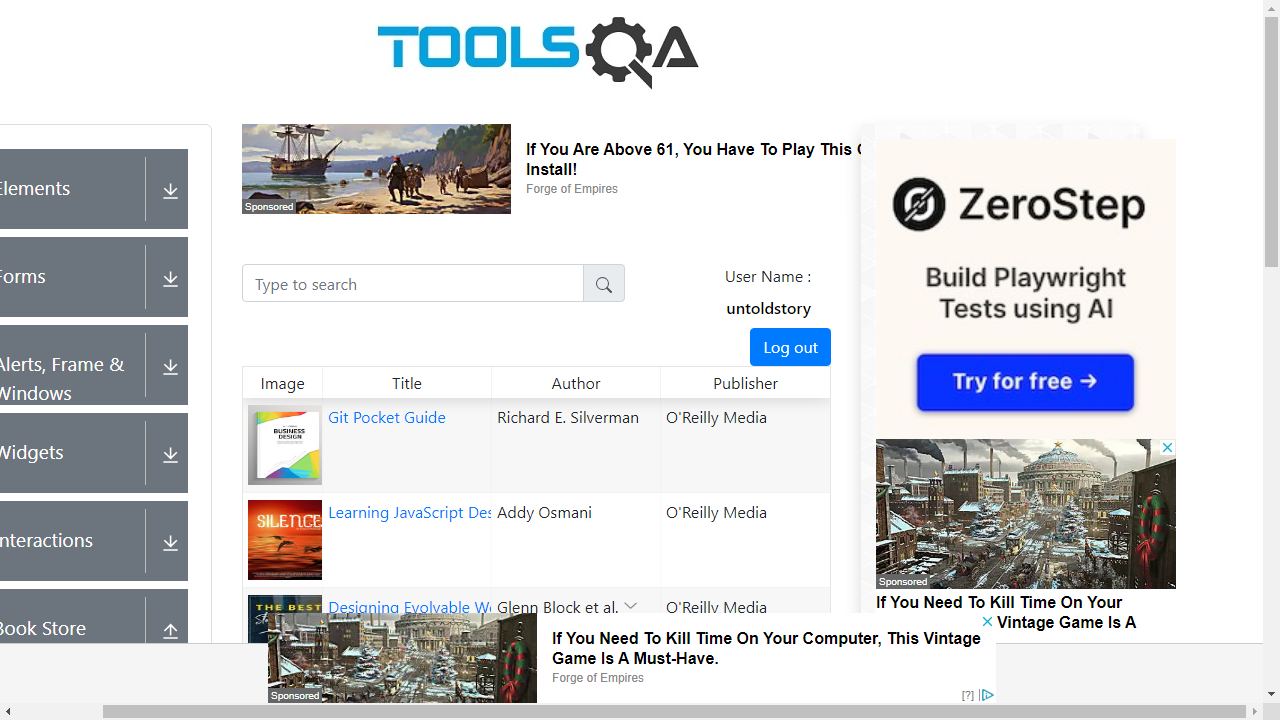 TOOLSQA
Elements
Forms
Alerts, Frame &
Windows
Widgets
Interactions
Book Store
Sponsored
If You Are Above 61, You Have To Play This
Install!
Forge of Empires
Type to search
User Name :
untoldstory
Log out
Image Title Author Publisher
BUSINESS
DESIGN
Git Pocket Guide Richard E. Silverman O'Reilly Media
SILENCE
Learning JavaScript Des Addy Osmani O'Reilly Media
THE BEST
Designing Evolvable We Glenn Block et al. O'Reilly Media
ZeroStep
Build Playwright
Tests using AI
Try for free →
Sponsored
If You Need To Kill Time On Your
Vintage Game Is A
Sponsored
If You Need To Kill Time On Your Computer, This Vintage
Game Is A Must-Have.
Forge of Empires
[?]